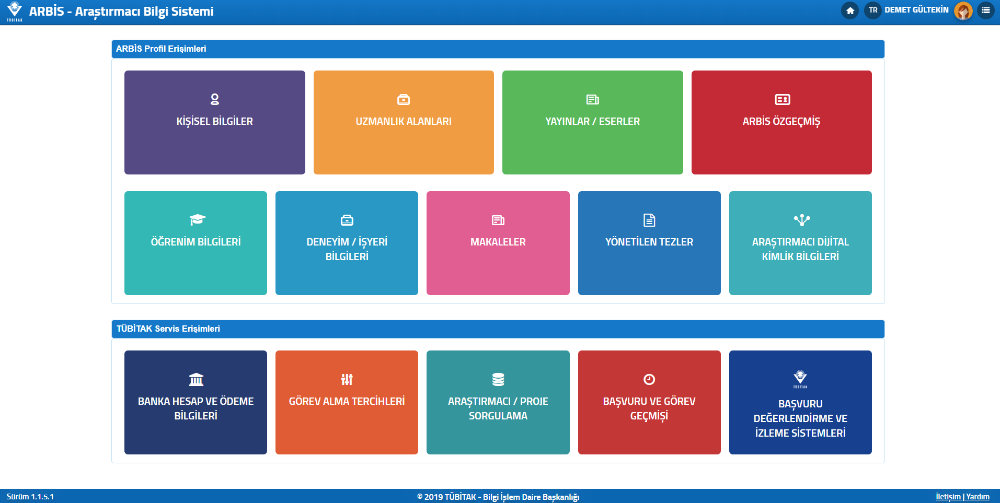 TÜBİTAK
ARBİS - Araştırmacı Bilgi Sistemi
TR
DEMET GÜLTEKİN
ARBİS Profil Erişimleri
KİŞİSEL BİLGİLER
UZMANLIK ALANLARI
YAYINLAR / ESERLER
ARBİS ÖZGEÇMİŞ
ÖĞRENİM BİLGİLERİ
DENEYİM / İŞYERİ
BİLGİLERİ
MAKALELER
YÖNETİLEN TEZLER
ARAŞTIRMACI DİJİTAL
KİMLİK BİLGİLERİ
TÜBİTAK Servis Erişimleri
BANKA HESAP VE ÖDEME
BİLGİLERİ
GÖREV ALMA TERCİHLERİ
ARAŞTIRMACI / PROJE
SORGULAMA
BAŞVURU VE GÖREV
GEÇMİŞİ
TÜBİTAK
BAŞVURU
DEĞERLENDİRME VE
İZLEME SİSTEMLERİ
Sürüm 1.1.5.1
© 2019 TÜBİTAK - Bilgi İşlem Daire Başkanlığı
İletişim | Yardım